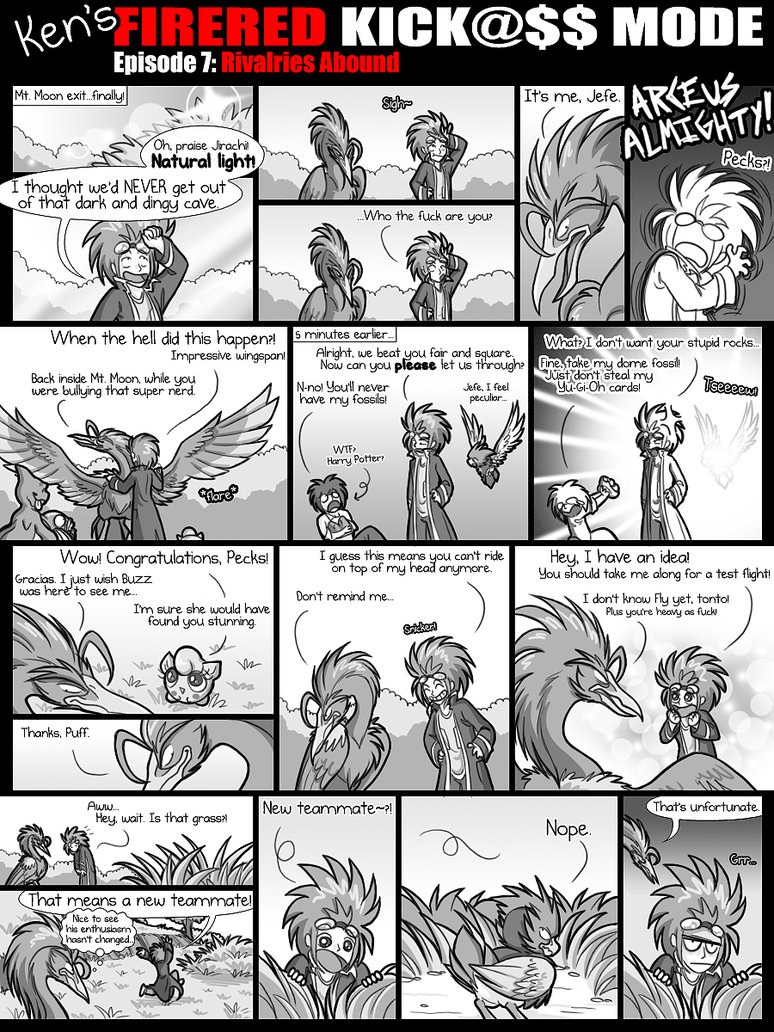 Ken's FIRERED KICK@$$ MODE
Episode 7: Rivalries Abound
Mt. Moon exit...finally!
Oh, praise Jirachi!
Natural light!
I thought we'd NEVER get out
of that dark and dingy cave.
Sigh~
...Who the fuck are you?
It's me, Jefe.
ARCEUS
ALMIGHTY!
Pecks?!
When the hell did this happen?!
Impressive wingspan!
Back inside Mt. Moon, while you
were bullying that super nerd.
*flare*
5 minutes earlier...
Alright, we beat you fair and square.
Now can you please let us through?
N-no! You'll never
have my fossils!
Jefe, I feel
peculiar...
WTF?
Harry Potter?
What? I don't want your stupid rocks...
Fine, take my dome fossil!
Just don't steal my
Yu-Gi-Oh cards!
Tseeeew!
Wow! Congratulations, Pecks!
Gracias. I just wish Buzz
was here to see me...
I'm sure she would have
found you stunning.
Thanks, Puff.
I guess this means you can't ride
on top of my head anymore.
Don't remind me...
Snicker!
Hey, I have an idea!
You should take me along for a test flight!
I don't know Fly yet, tonto!
Plus you're heavy as fuck!
Aww...
Hey, wait. Is that grass?!
That means a new teammate!
Nice to see
his enthusiasm
hasn't changed...
New teammate~?!
Nope.
That's unfortunate.
Grr...